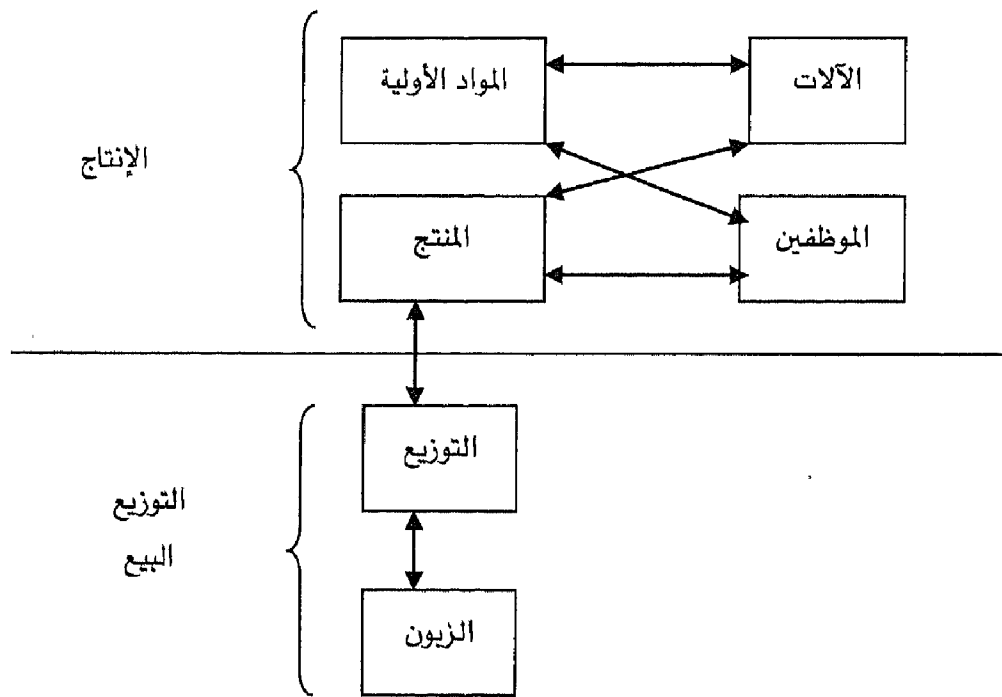 الآلات
المواد الأولية
الإنتاج
الموظفين
المنتج
التوزيع
التوزيع
البيع
الزبون